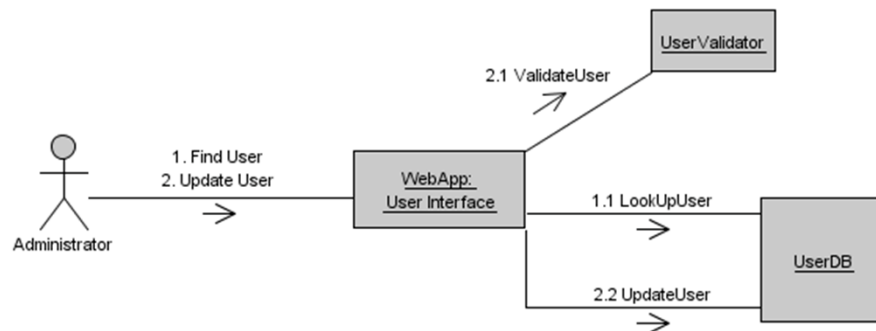 UserValidator
2.1 ValidateUser
1. Find User
2. Update User
WebApp:
User Interface
1.1 LookUpUser
Administrator
UserDB
2.2 UpdateUser